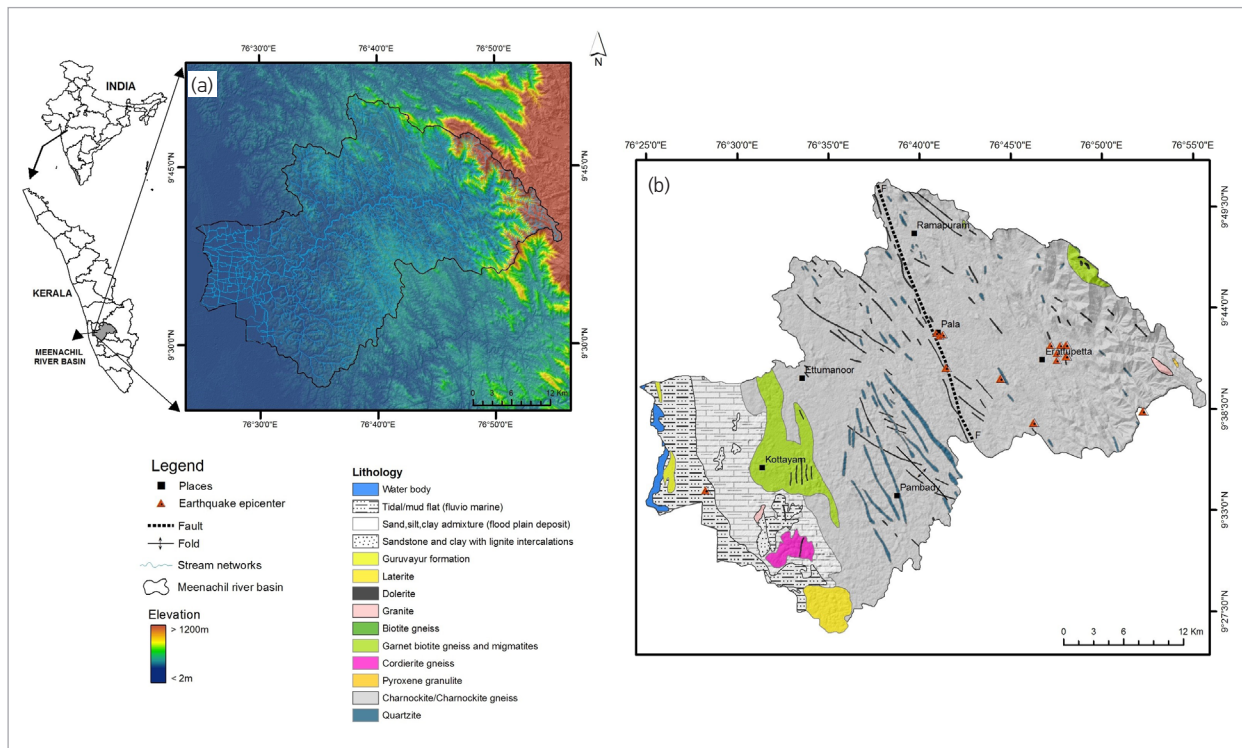 76°30'0"E
76°40'0"E
76°50'0"E
N
(a)
INDIA
9°45'0"N
9°45'0"N
KERALA
MEENACHIL
RIVER BASIN
9°30'0"N
9°30'0"N
0 3 6 12 Km
76°30'0"E
76°40'0"E
76°50'0"E
76°25'0"E
76°30'0"E
76°35'0"E
76°40'0"E
76°45'0"E
76°50'0"E
76°55'0"E
(b)
F
Ramapuram
9°49'30"N
9°44'0"N
Pala
Erattupetta
Ettumanoor
9°38'30"N
F
Kottayam
Pambady
9°33'0"N
9°27'30"N
0 3 6 12 Km
Legend
Places
Earthquake epicenter
Fault
Fold
Stream networks
Meenachil river basin
Elevation
> 1200m
< 2m
Lithology
Water body
Tidal/mud flat (fluvio marine)
Sand,silt,clay admixture (flood plain deposit)
Sandstone and clay with lignite intercalations
Guruvayur formation
Laterite
Dolerite
Granite
Biotite gneiss
Garnet biotite gneiss and migmatites
Cordierite gneiss
Pyroxene granulite
Charnockite/Charnockite gneiss
Quartzite